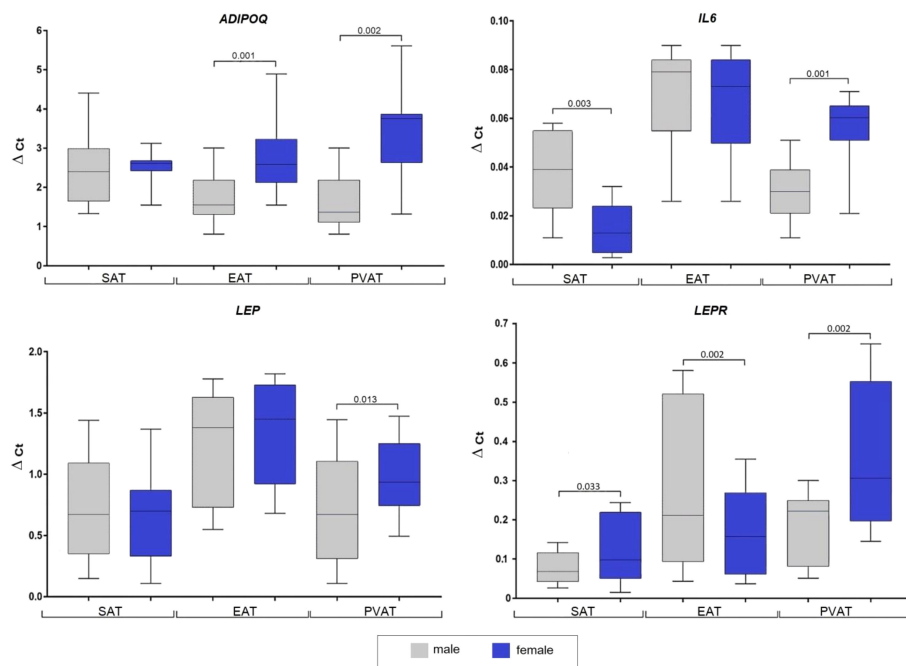 ADIPOQ
Δ Ct
6
5
4
3
2
1
0
0.001
0.002
SAT EAT PVAT
IL6
Δ Ct
0.10
0.08
0.06
0.04
0.02
0.00
0.003
0.001
SAT EAT PVAT
LEP
Δ Ct
2.0
1.5
1.0
0.5
0.0
0.013
SAT EAT PVAT
LEPR
Δ Ct
0.7
0.6
0.5
0.4
0.3
0.2
0.1
0
0.033
0.002
0.002
SAT EAT PVAT
male female